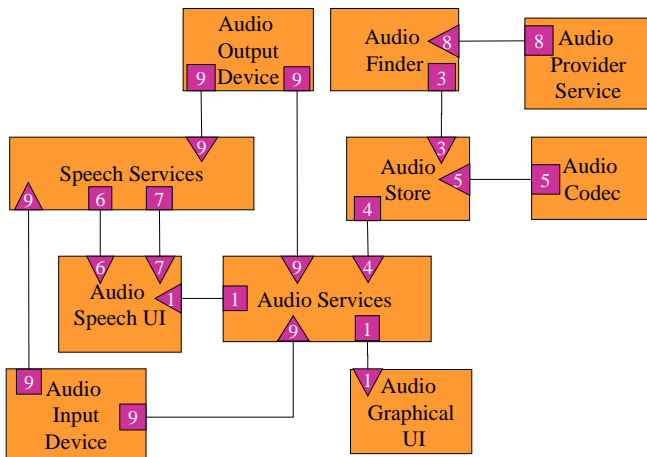 Audio
Output
Device
9
9
Audio
Finder
8
3
8
Audio
Provider
Service
9
Speech Services
9
6
7
3
Audio
Store
5
4
5
Audio
Codec
6
7
Audio
Speech UI
1
9
4
1
Audio Services
9
1
9
Audio
Input
Device
9
1
Audio
Graphical
UI